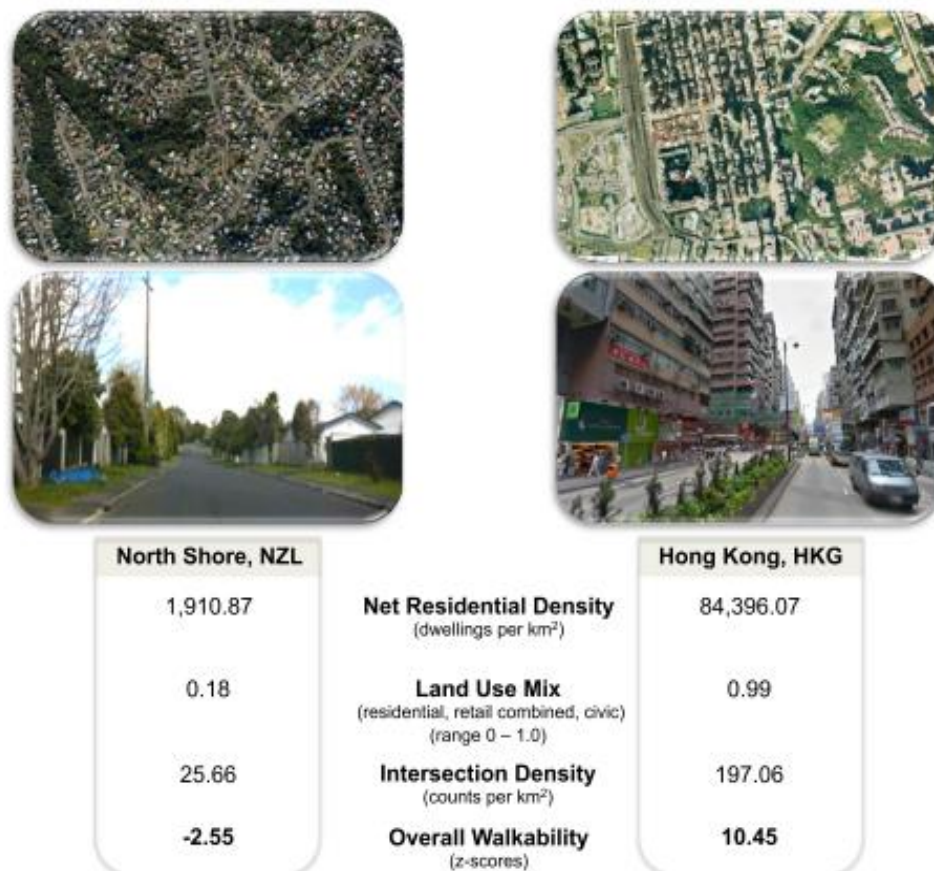 North Shore, NZL
Hong Kong, HKG
1,910.87
Net Residential Density
(dwellings per km²)
84,396.07
0.18
Land Use Mix
(residential, retail combined, civic)
(range 0 – 1.0)
0.99
25.66
Intersection Density
(counts per km²)
197.06
-2.55
Overall Walkability
(z-scores)
10.45